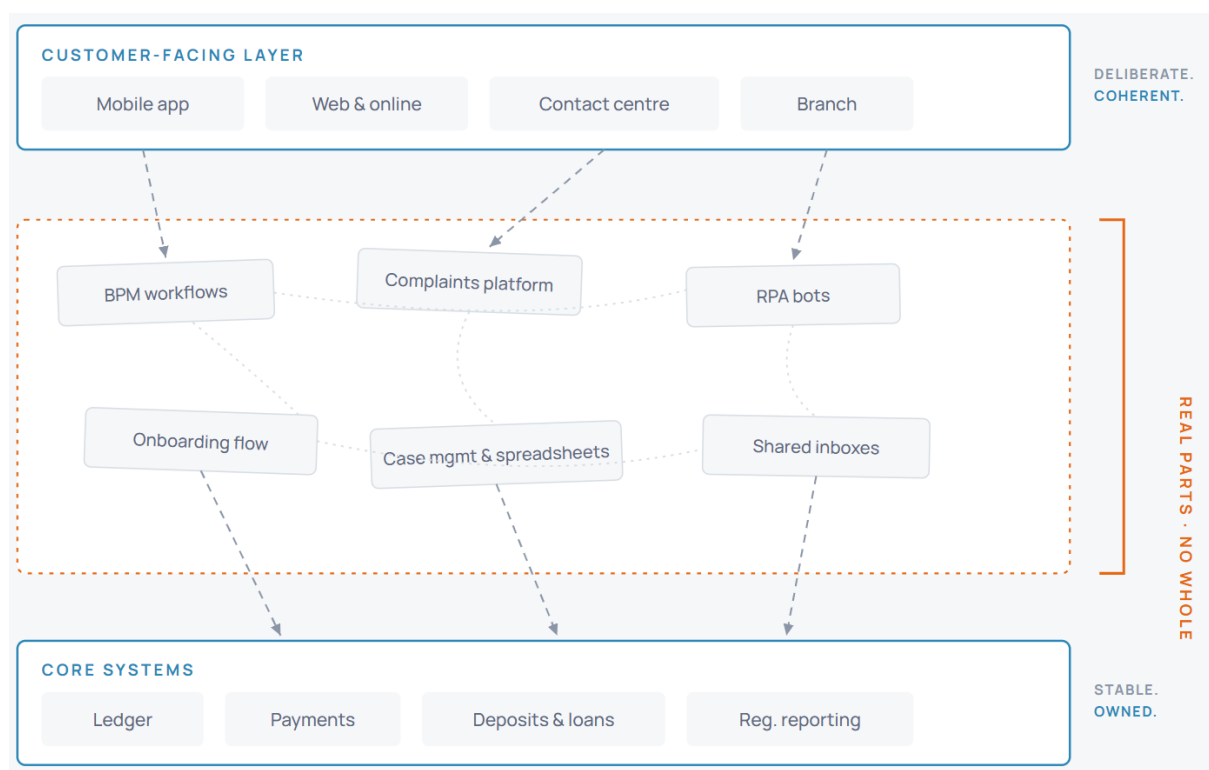 CUSTOMER-FACING LAYER
Mobile app
Web & online
Contact centre
Branch
DELIBERATE.
COHERENT.
BPM workflows
Complaints platform
RPA bots
Onboarding flow
Case mgmt & spreadsheets
Shared inboxes
REAL PARTS · NO WHOLE
CORE SYSTEMS
Ledger
Payments
Deposits & loans
Reg. reporting
STABLE.
OWNED.